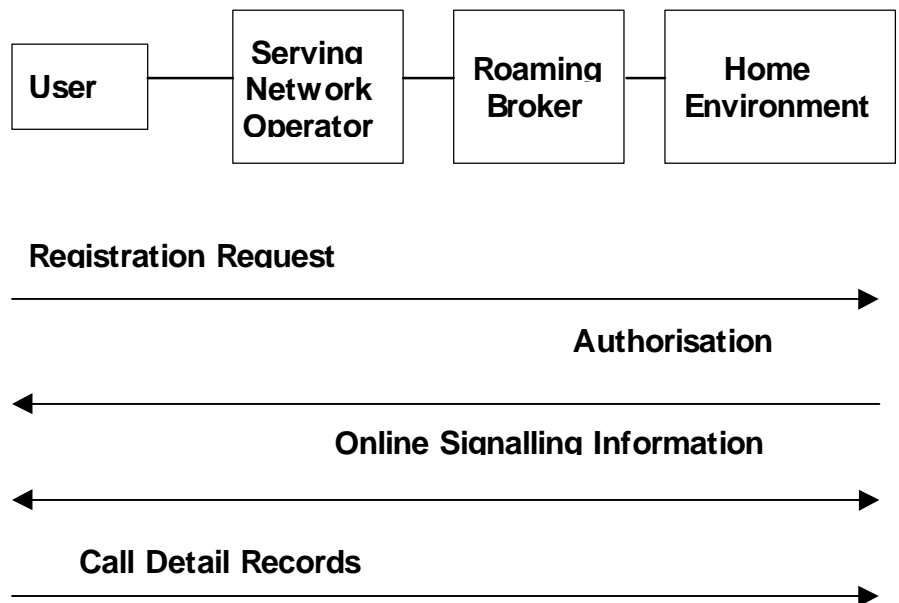 User
Serving
Network
Operator
Roaming
Broker
Home
Environment
Registration Request
Authorisation
Online Signalling Information
Call Detail Records